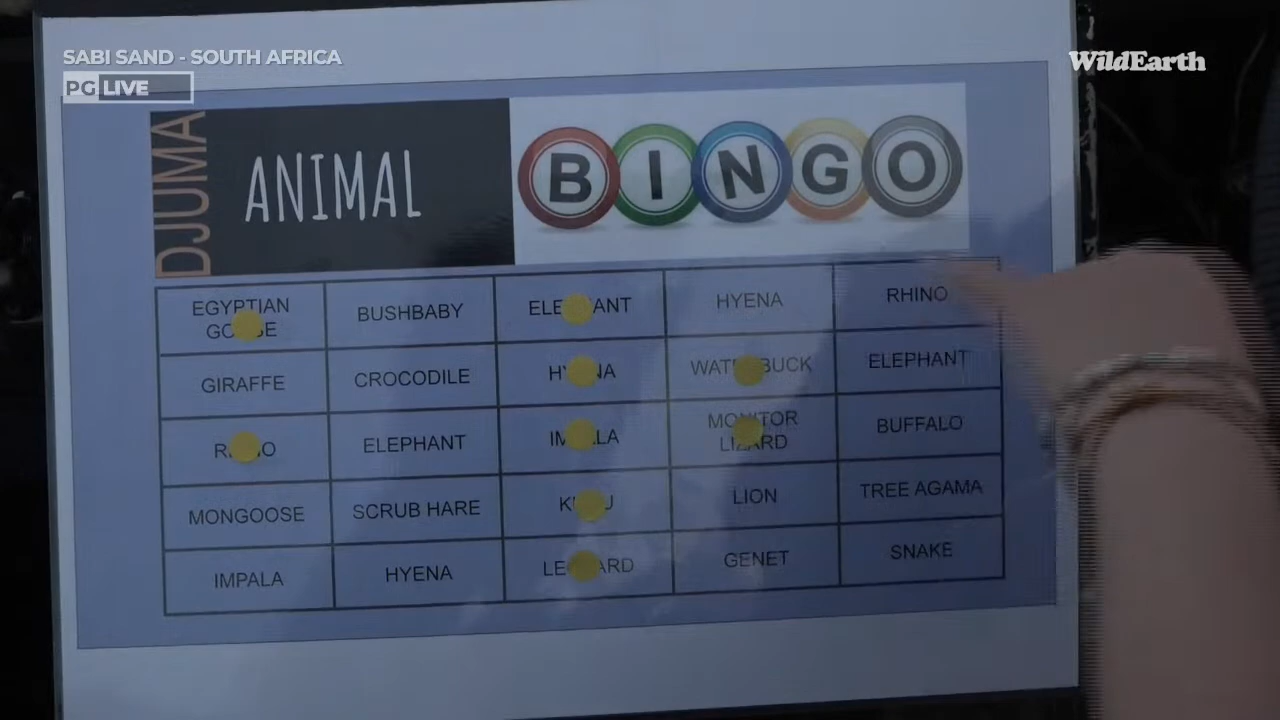 SABI SAND - SOUTH AFRICA
PG LIVE
WildEarth
DJUMA
ANIMAL
BINGO
EGYPTIAN
BUSHBABY
HYENA
RHINO
GIRAFFE
CROCODILE
ELEPHANT
ELEPHANT
BUFFALO
MONGOOSE
SCRUB HARE
LION
TREE AGAMA
IMPALA
HYENA
GENET
SNAKE